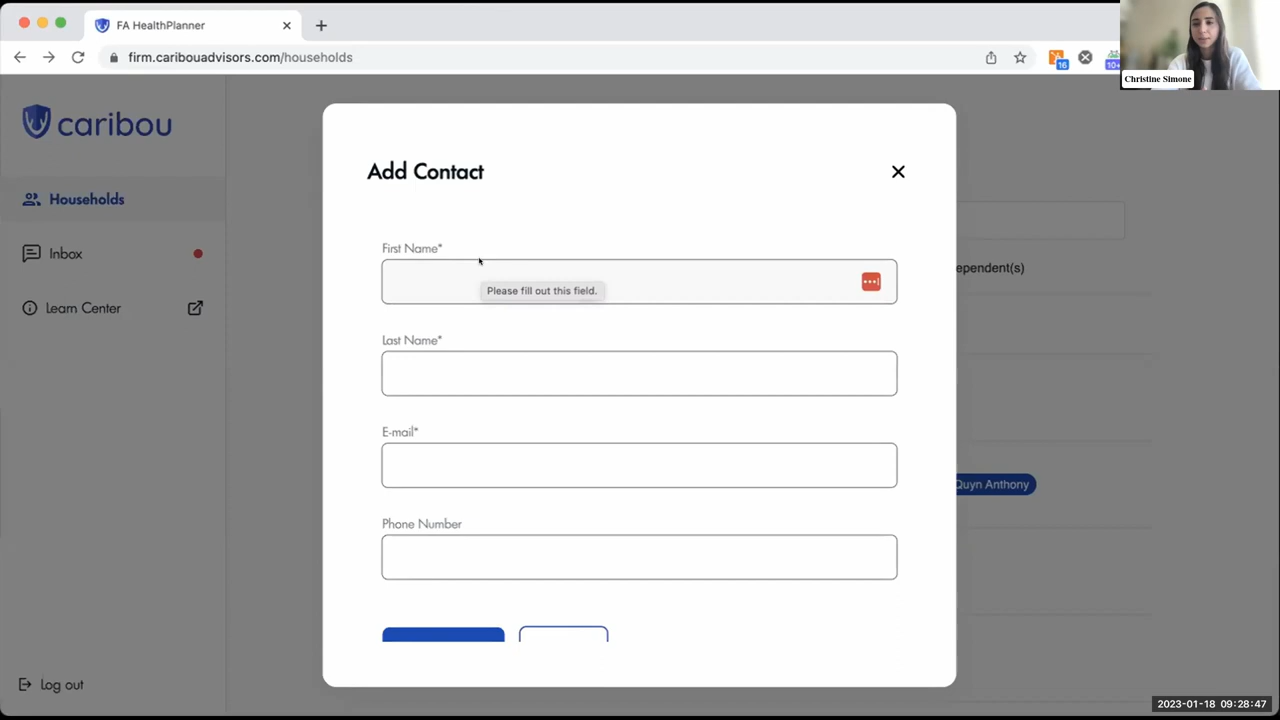 FA HealthPlanner
firm.caribouadvisors.com/households
16
10+
Christine Simone
caribou
Households
Inbox
Learn Center
Log out
Add Contact
First Name*
Please fill out this field.
Last Name*
E-mail*
Phone Number
ependent(s)
Quyn Anthony
2023-01-18 09:28:47